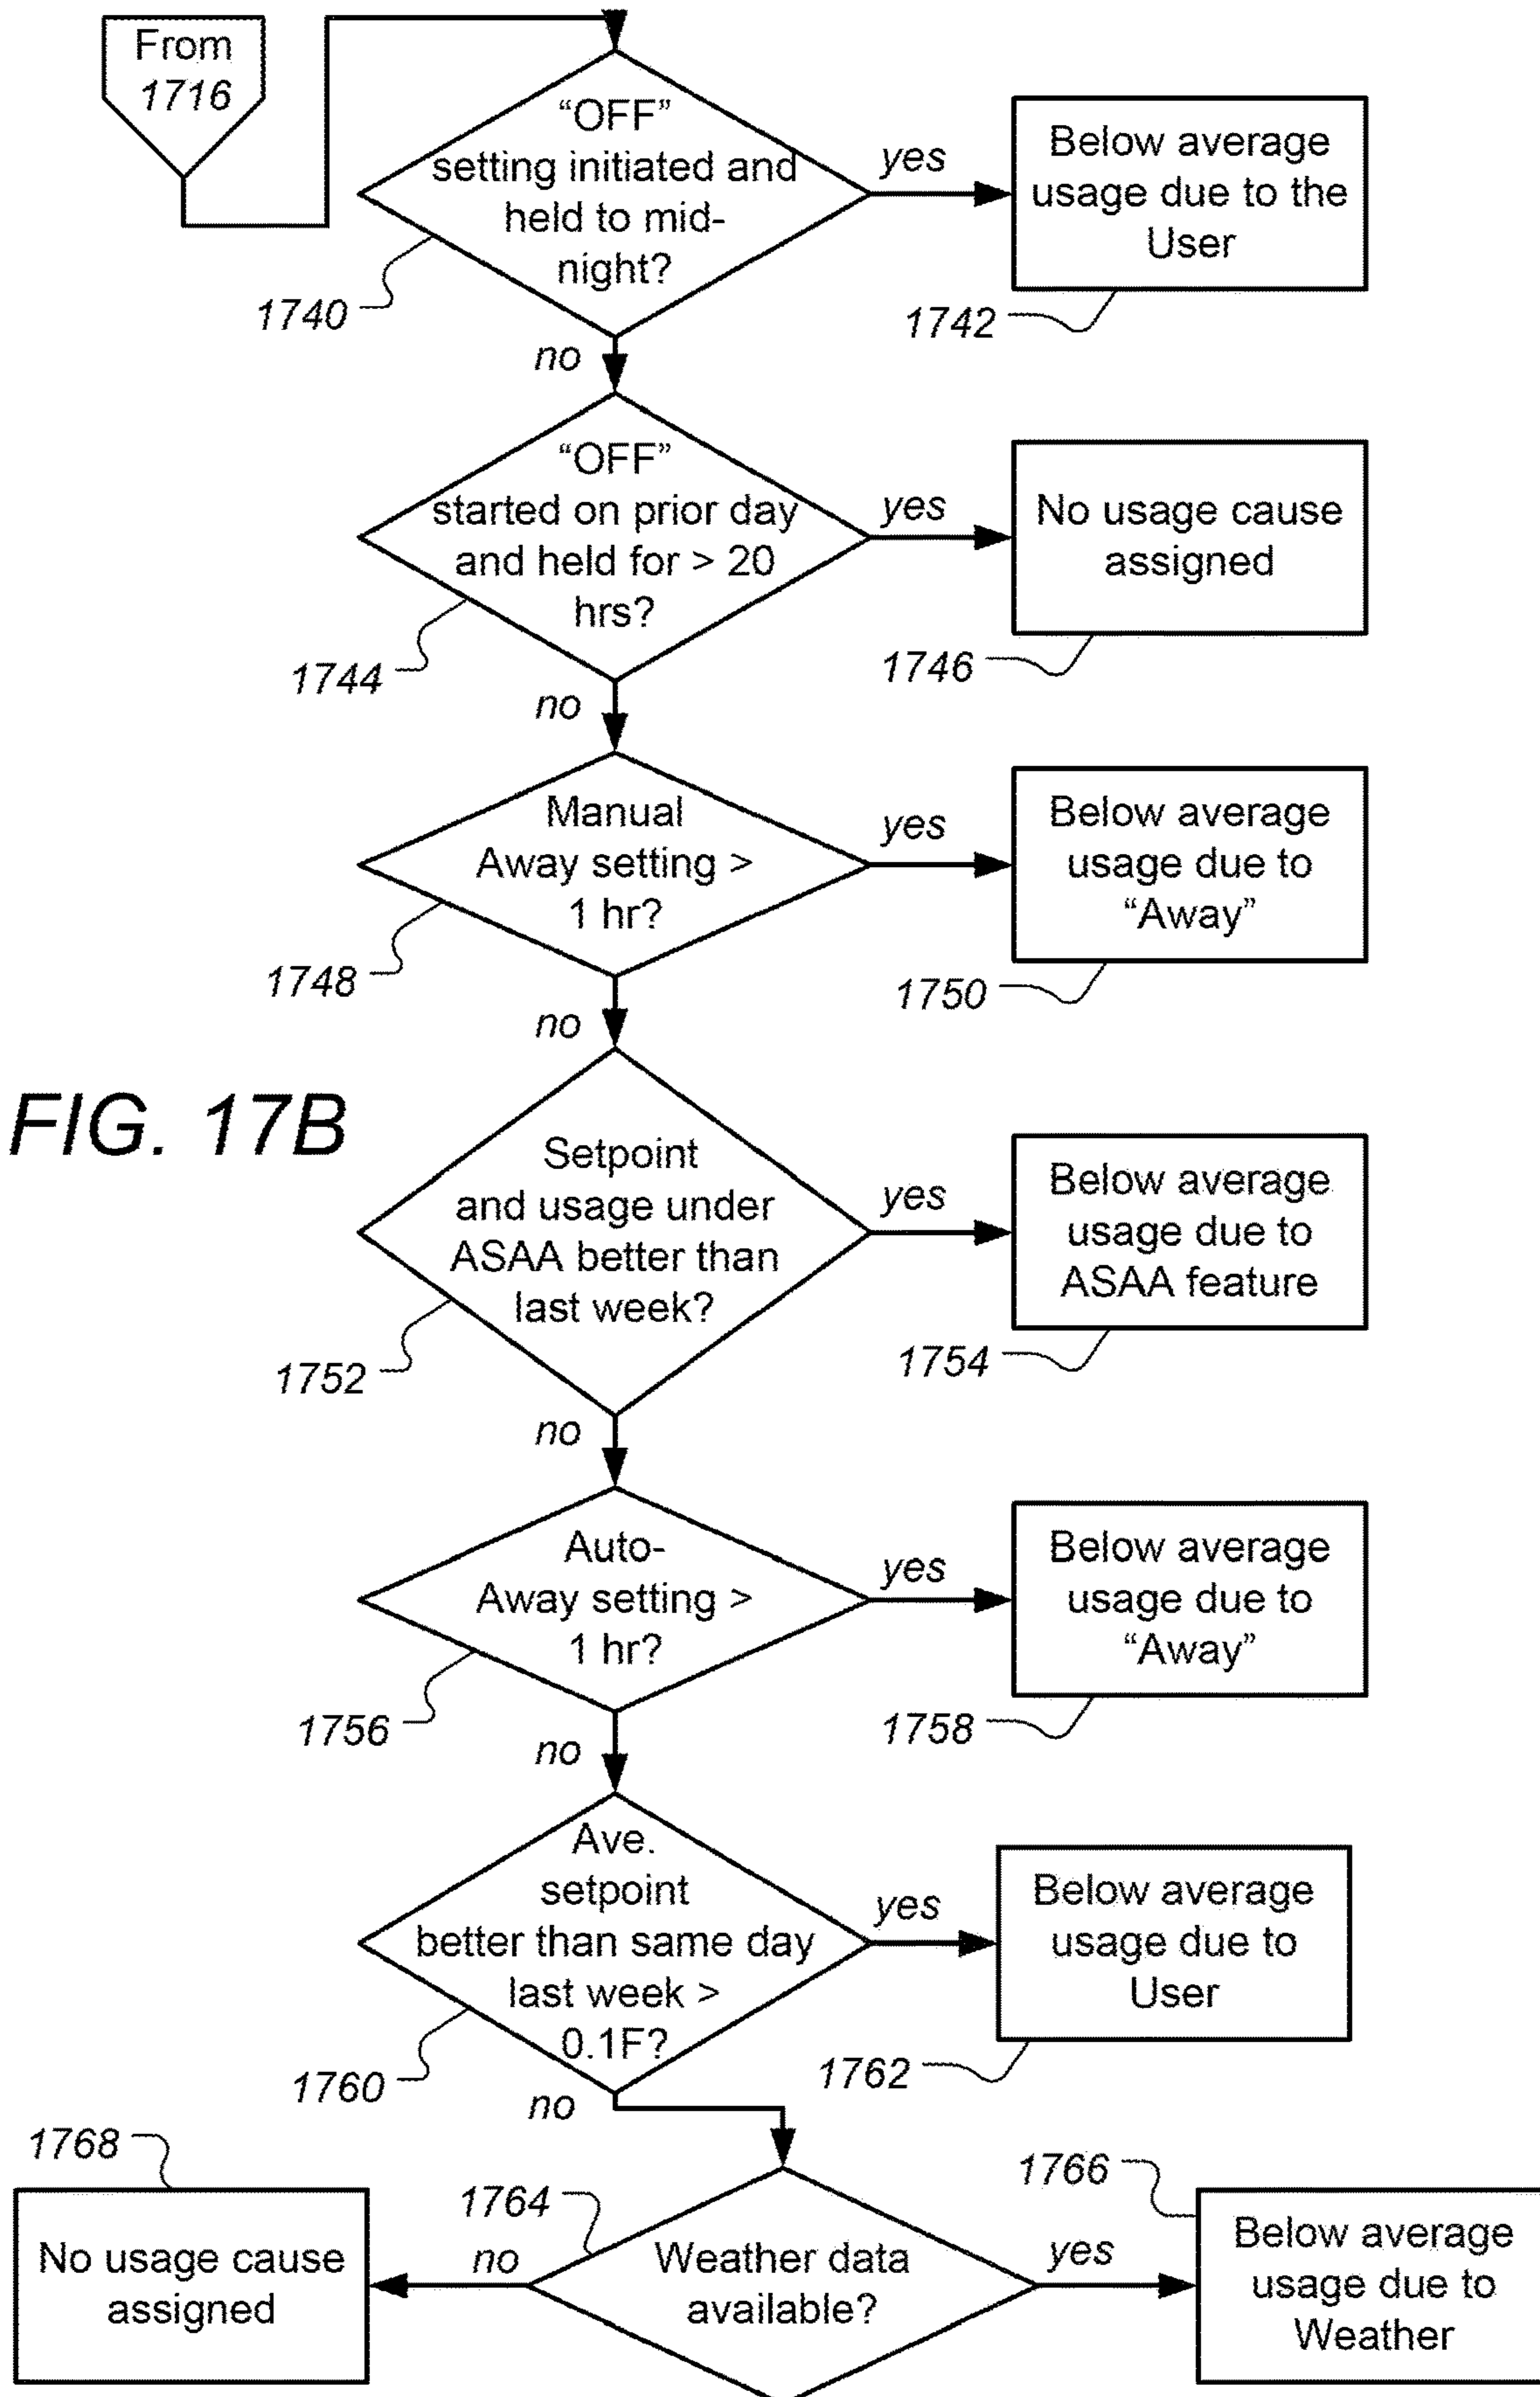 From
1716
“OFF”
setting initiated and
held to mid-
night?
yes
Below average
usage due to the
User
1740
1742
no
“OFF”
started on prior day
and held for > 20
hrs?
yes
No usage cause
assigned
1744
1746
no
Manual
Away setting >
1 hr?
yes
Below average
usage due to
“Away”
1748
1750
no
FIG. 17B
Setpoint
and usage under
ASAA better than
last week?
yes
Below average
usage due to
ASAA feature
1752
1754
no
Auto-
Away setting >
1 hr?
yes
Below average
usage due to
“Away”
1756
1758
no
Ave.
setpoint
better than same day
last week >
0.1F?
yes
Below average
usage due to
User
1760
1762
no
1768
1764
1766
No usage cause
assigned
no
Weather data
available?
yes
Below average
usage due to
Weather